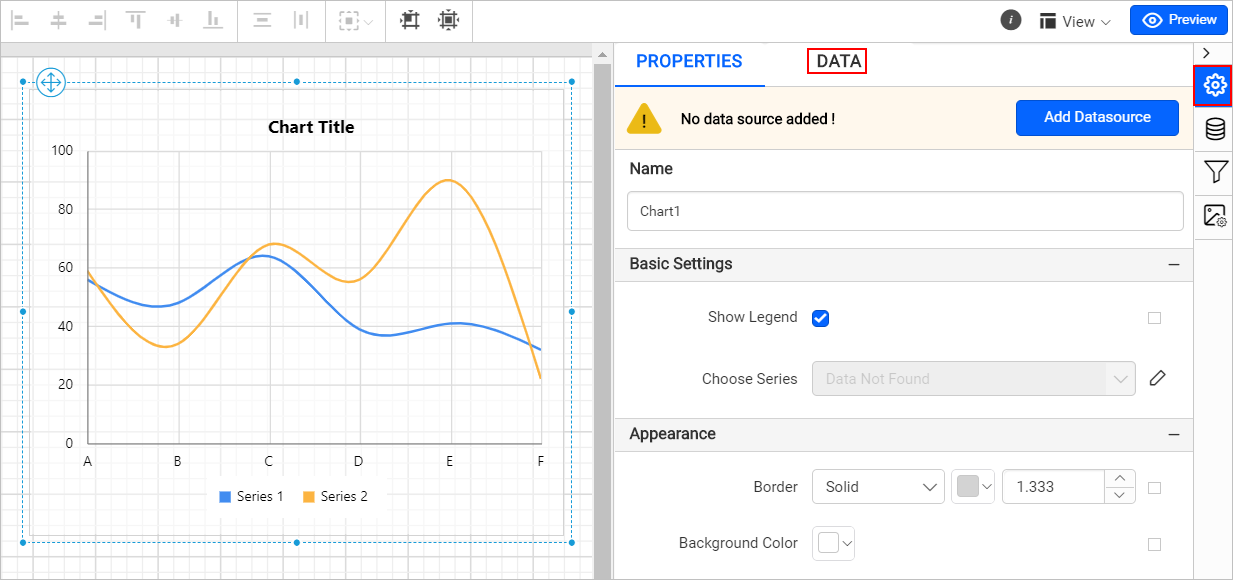 i View Preview
PROPERTIES DATA
! No data source added ! Add Datasource
Name
Chart1
Basic Settings
Show Legend
Choose Series Data Not Found
Appearance
Border Solid 1.333
Background Color
Chart Title
100
80
60
40
20
0
A B C D E F
Series 1 Series 2